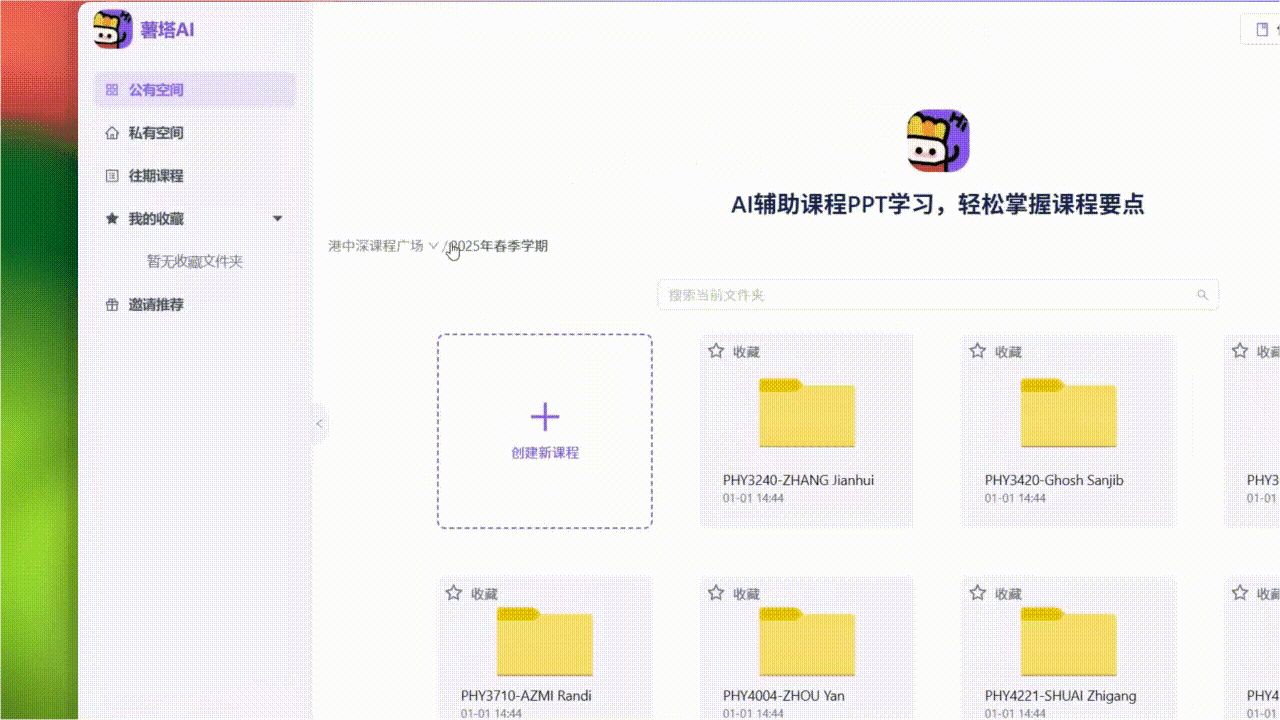 薯塔AI
公有空间
私有空间
往期课程
我的收藏
暂无收藏文件夹
邀请推荐
Hi
AI辅助课程PPT学习，轻松掌握课程要点
港中深课程广场 / 2025年春季学期
搜索当前文件夹
创建新课程
收藏
PHY3240-ZHANG Jianhui
01-01 14:44
收藏
PHY3420-Ghosh Sanjib
01-01 14:44
收藏
PHY3
01-0
收藏
PHY3710-AZMI Randi
01-01 14:44
收藏
PHY4004-ZHOU Yan
01-01 14:44
收藏
PHY4221-SHUAI Zhigang
01-01 14:44
收藏
PHY4
01-0